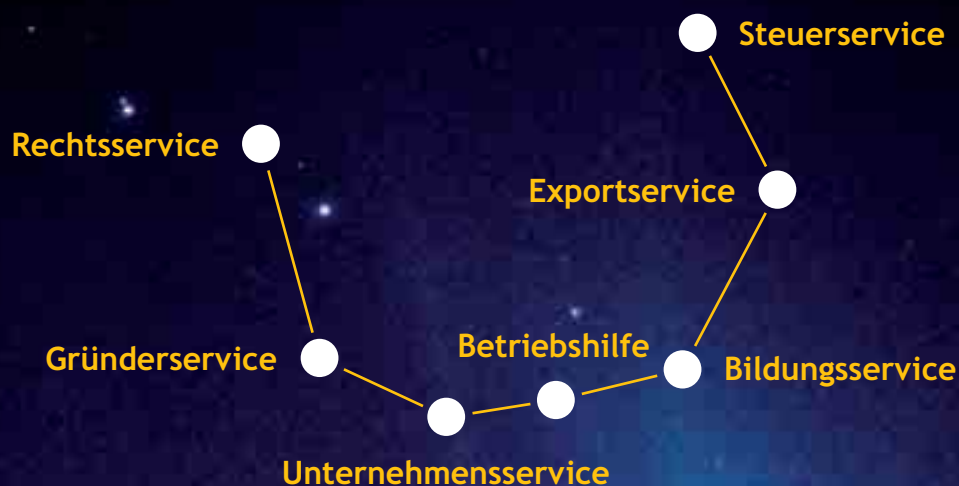 Steuerservice
Rechtsservice
Exportservice
Betriebshilfe
Gründerservice
Bildungsservice
Unternehmensservice